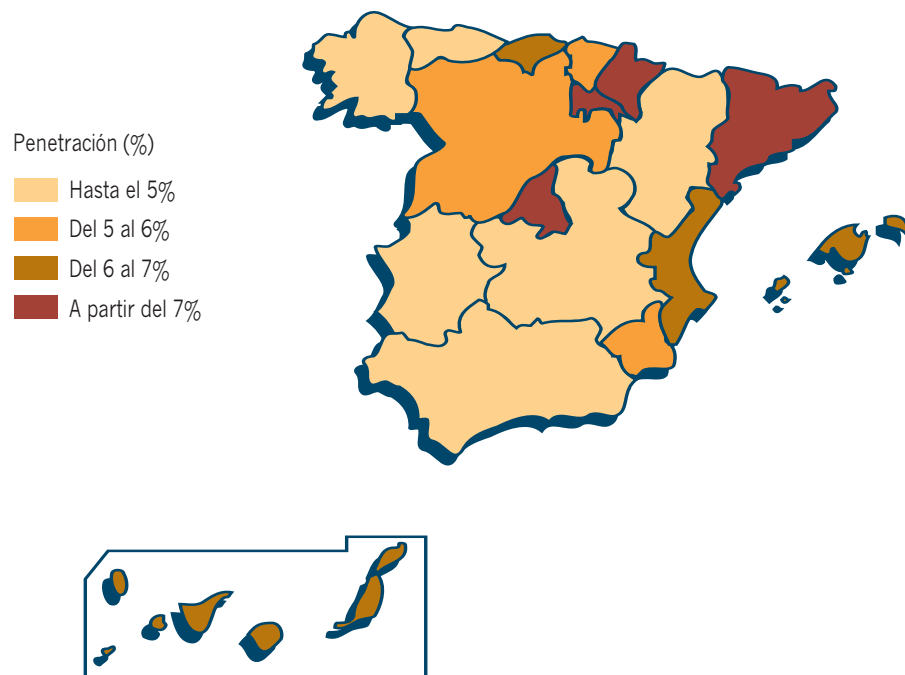 Penetración (%)
Hasta el 5%
Del 5 al 6%
Del 6 al 7%
A partir del 7%